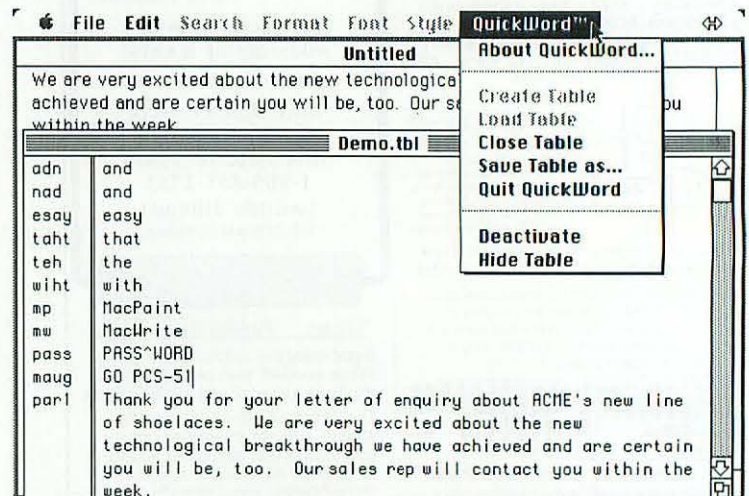 File Edit Search Format Font Style QuickWord™
Untitled
About QuickWord...
Create Table
Load Table
Close Table
Save Table as...
Quit QuickWord
Deactivate
Hide Table
We are very excited about the new
achieved and are certain you will be, too. Our
within the week
Demo.tbl
adn and
nad and
esay easy
taht that
teh the
wiht with
mp MacPaint
mw MacWrite
pass PASS^WORD
maug GO PCS-51
par1 Thank you for your letter of enquiry about ACME's new line
of shoelaces. We are very excited about the new
technological breakthrough we have achieved and are certain
you will be, too. Our sales rep will contact you within the
week.